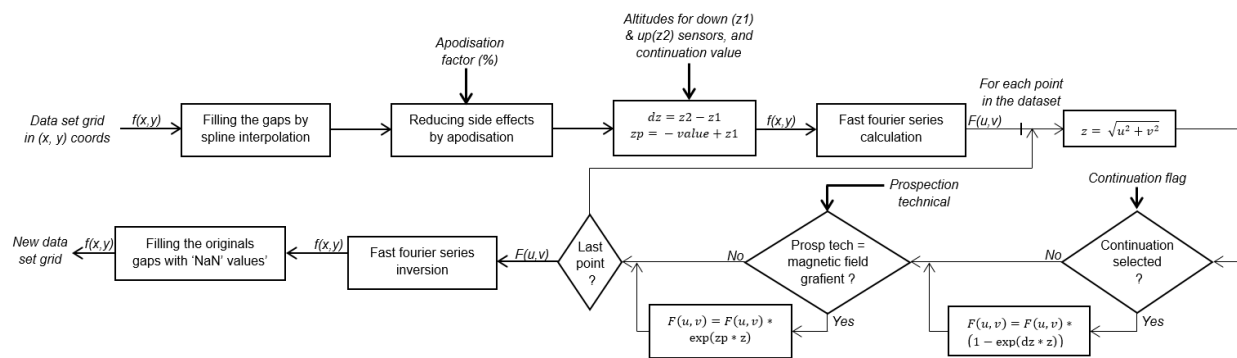 Altitudes for down (z1)
& up(z2) sensors, and
continuation value
Apodisation
factor (%)
For each point
in the dataset
Data set grid
in (x, y) coords
f(x,y)
Filling the gaps by
spline interpolation
Reducing side effects
by apodisation
dz = z2 − z1
zp = − value + z1
f(x,y)
Fast fourier series
calculation
F(u,v)
z = √u² + v²
Prospection
technical
Continuation flag
New data
set grid
f(x,y)
Filling the originals
gaps with ‘NaN’ values’
f(x,y)
Fast fourier series
inversion
F(u,v)
Last
point
?
No
Prosp tech =
magnetic field
grafient ?
No
Continuation
selected
?
Yes
F(u, v) = F(u, v) *
exp(zp * z)
Yes
F(u, v) = F(u, v) *
(1 − exp(dz * z))